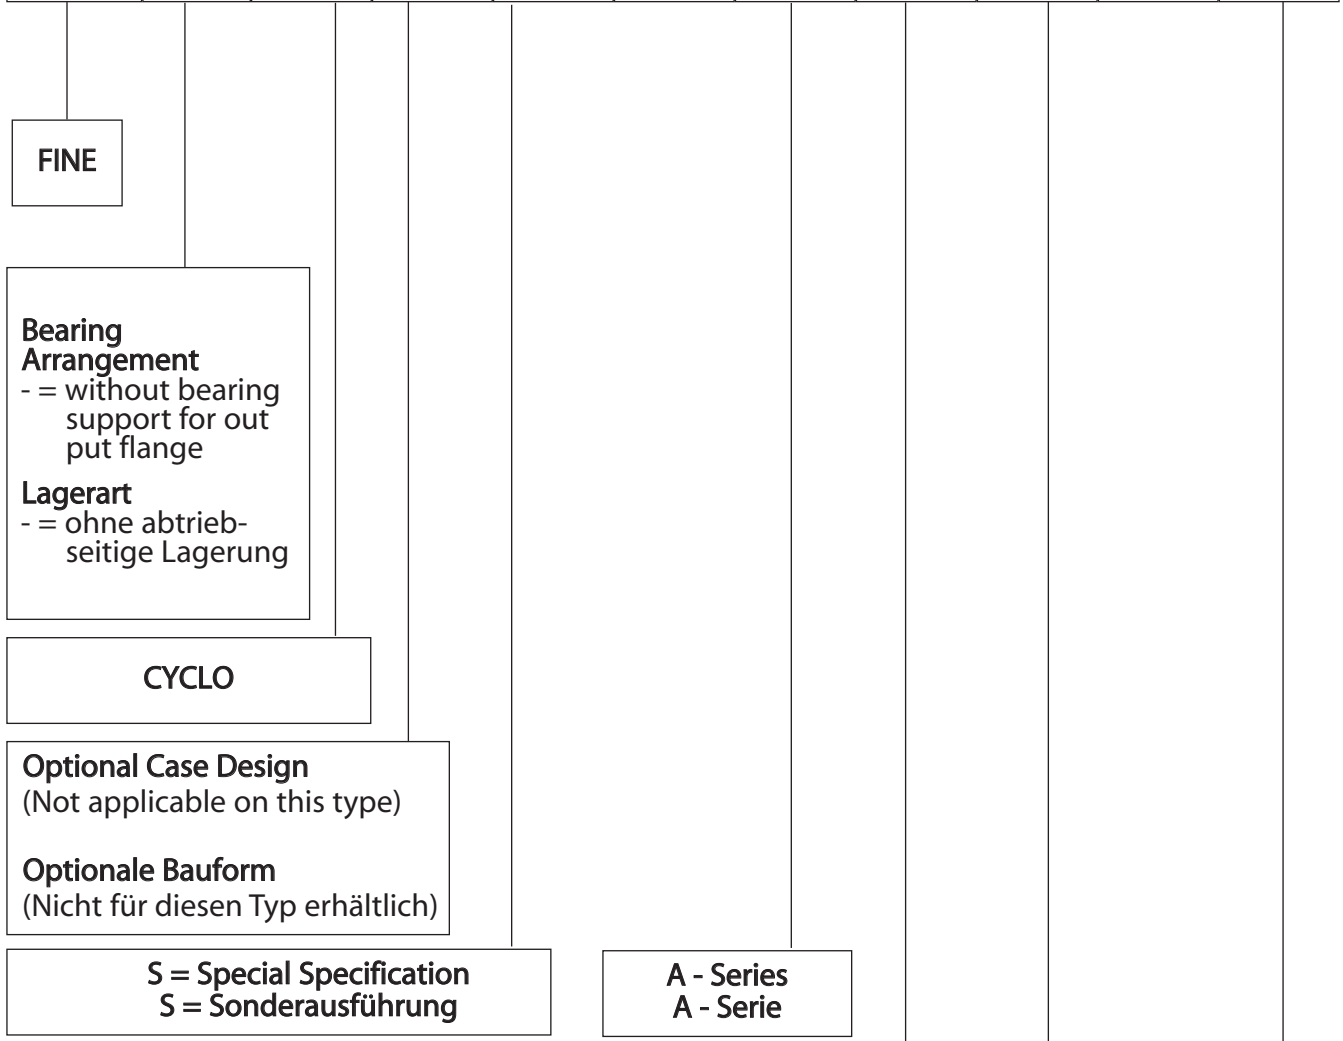 FINE
Bearing
Arrangement
- = without bearing
support for out
put flange
Lagerart
- = ohne abtrieb-
seitige Lagerung
CYCLO
Optional Case Design
(Not applicable on this type)
Optionale Bauform
(Nicht für diesen Typ erhältlich)
S = Special Specification
S = Sonderausführung
A - Series
A - Serie